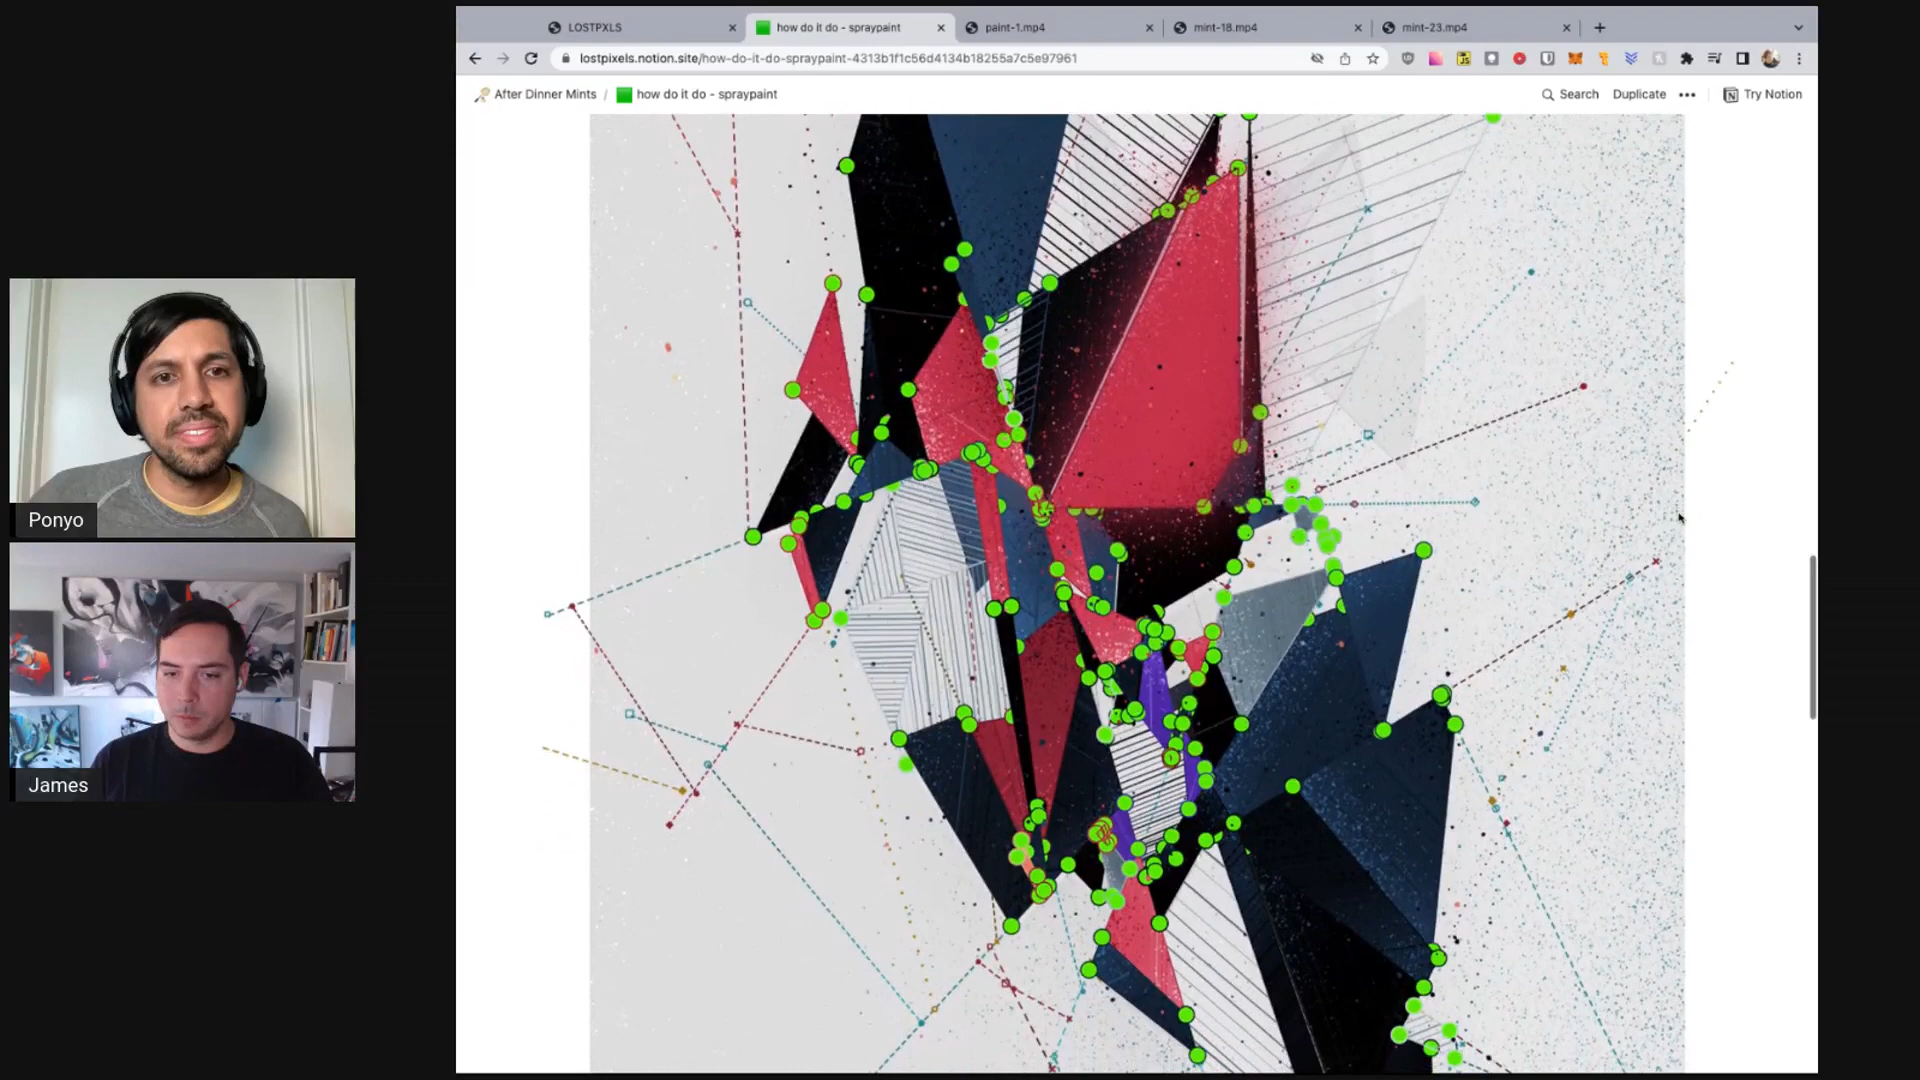 LOSTPXLS
how do it do - spraypaint
paint-1.mp4
mint-18.mp4
mint-23.mp4
lostpixels.notion.site/how-do-it-do-spraypaint-4313b1f1c56d4134b18255a7c5e97961
After Dinner Mints / how do it do - spraypaint
Search
Duplicate
Try Notion
Ponyo
James